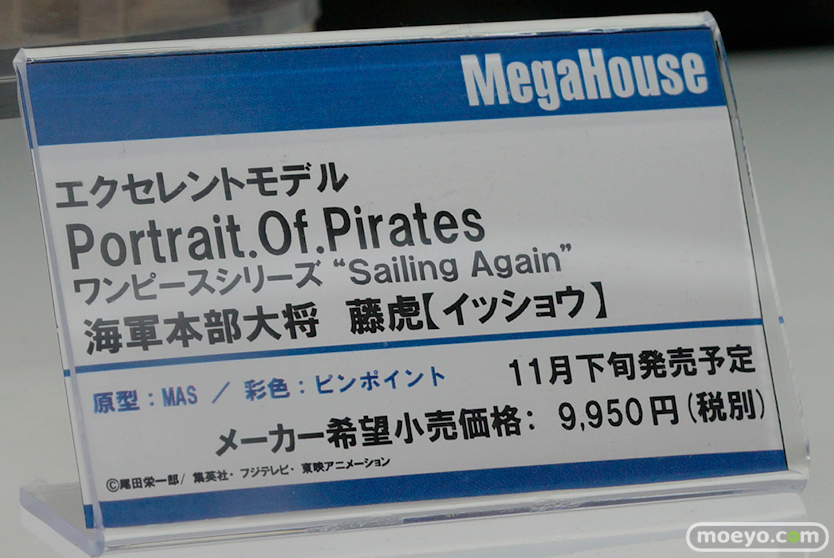 MegaHouse
エクセレントモデル
Portrait.Of.Pirates
ワンピースシリーズ “Sailing Again”
海軍本部大将 藤虎【イッショウ】
原型：MAS ／ 彩色：ピンポイント 11月下旬発売予定
メーカー希望小売価格： 9,950円(税別)
©尾田栄一郎/ 集英社・フジテレビ・東映アニメーション
moeyo.com